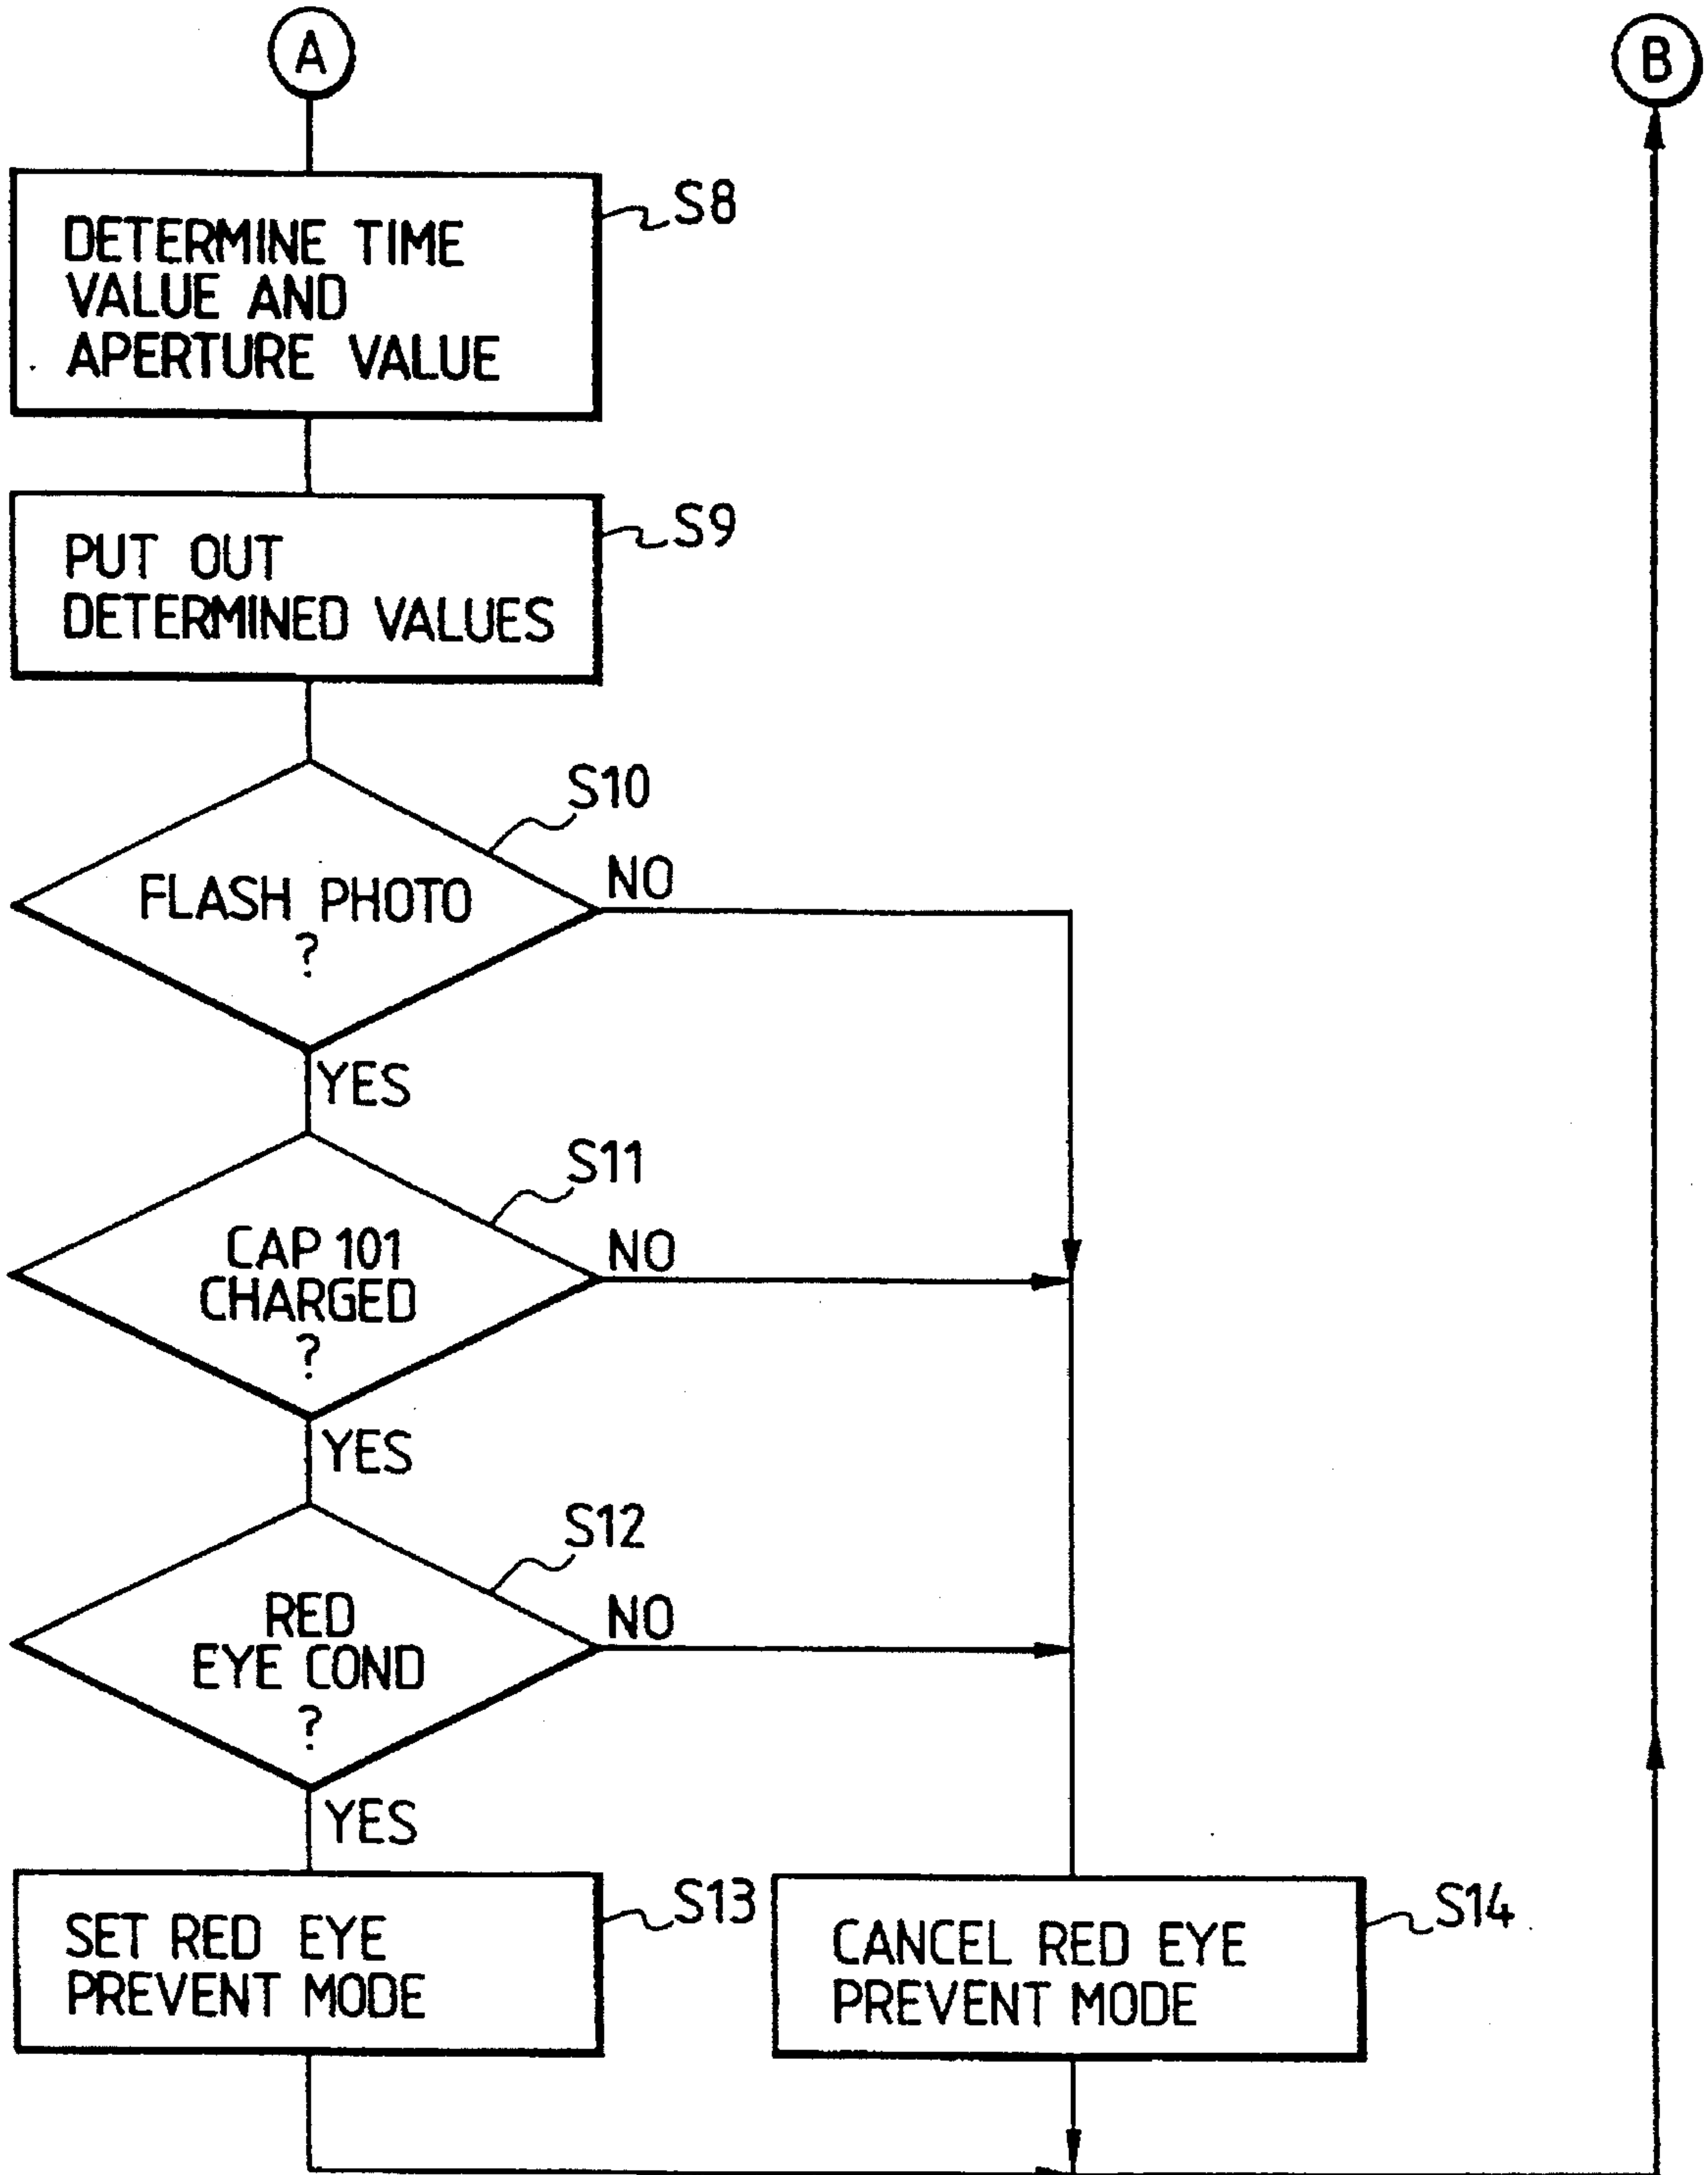 A
B
S8
DETERMINE TIME
VALUE AND
APERTURE VALUE
S9
PUT OUT
DETERMINED VALUES
S10
FLASH PHOTO
?
NO
YES
S11
CAP 101
CHARGED
?
NO
YES
S12
RED
EYE COND
?
NO
YES
S13
SET RED EYE
PREVENT MODE
S14
CANCEL RED EYE
PREVENT MODE